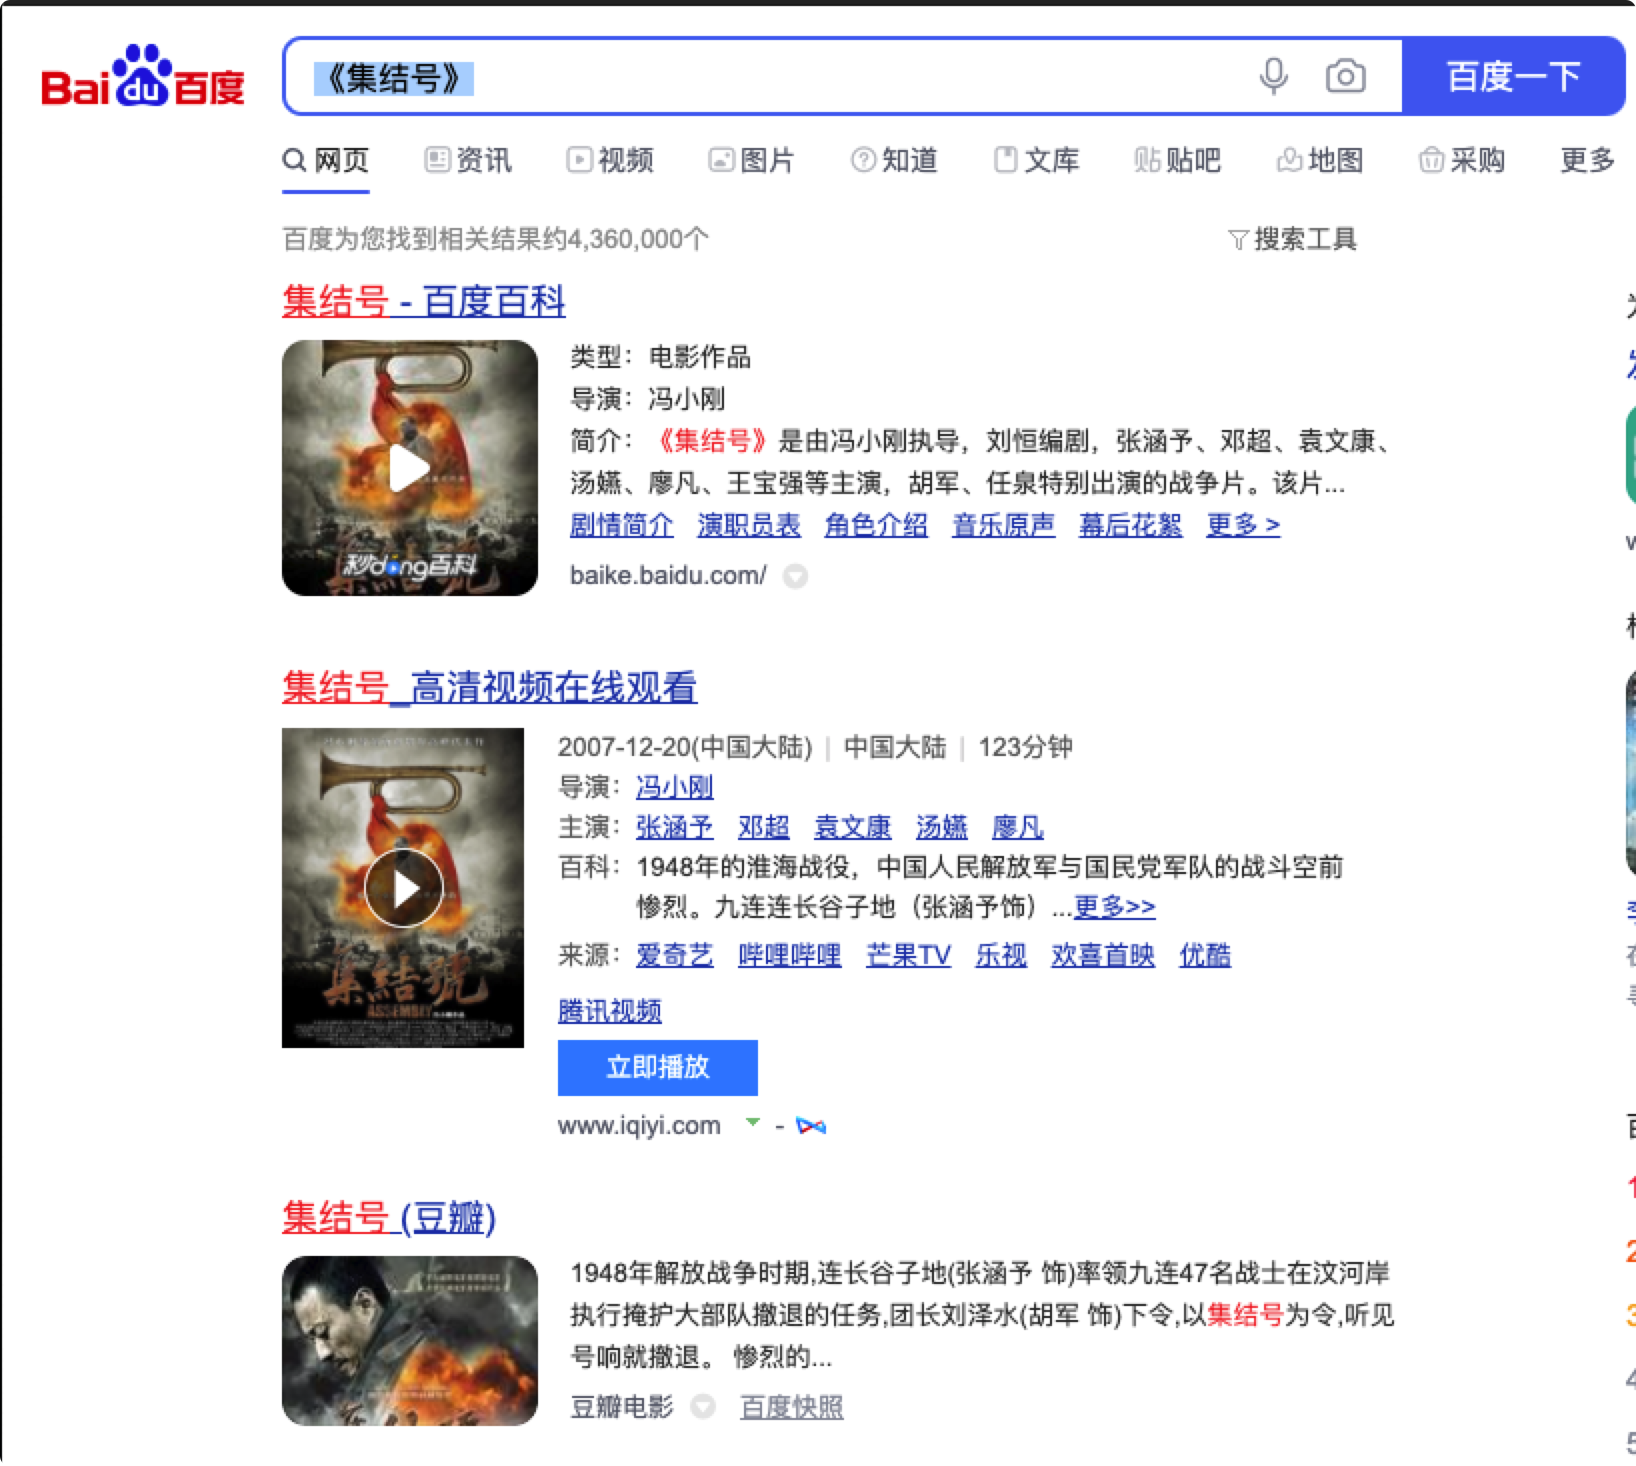 Bai du 百度
《集结号》
百度一下
网页 资讯 视频 图片 知道 文库 贴吧 地图 采购 更多
百度为您找到相关结果约4,360,000个
搜索工具
集结号 - 百度百科
秒dong百科
类型：电影作品
导演：冯小刚
简介：《集结号》是由冯小刚执导，刘恒编剧，张涵予、邓超、袁文康、
汤嬿、廖凡、王宝强等主演，胡军、任泉特别出演的战争片。该片...
剧情简介 演职员表 角色介绍 音乐原声 幕后花絮 更多 >
baike.baidu.com/
集结号_高清视频在线观看
集結號
ASSEMBLY
2007-12-20(中国大陆) | 中国大陆 | 123分钟
导演：冯小刚
主演：张涵予 邓超 袁文康 汤嬿 廖凡
百科：1948年的淮海战役，中国人民解放军与国民党军队的战斗空前
惨烈。九连连长谷子地（张涵予饰）...更多>>
来源：爱奇艺 哔哩哔哩 芒果TV 乐视 欢喜首映 优酷
腾讯视频
立即播放
www.iqiyi.com -
集结号 (豆瓣)
1948年解放战争时期,连长谷子地(张涵予 饰)率领九连47名战士在汶河岸
执行掩护大部队撤退的任务,团长刘泽水(胡军 饰)下令,以集结号为令,听见
号响就撤退。 惨烈的...
豆瓣电影 百度快照